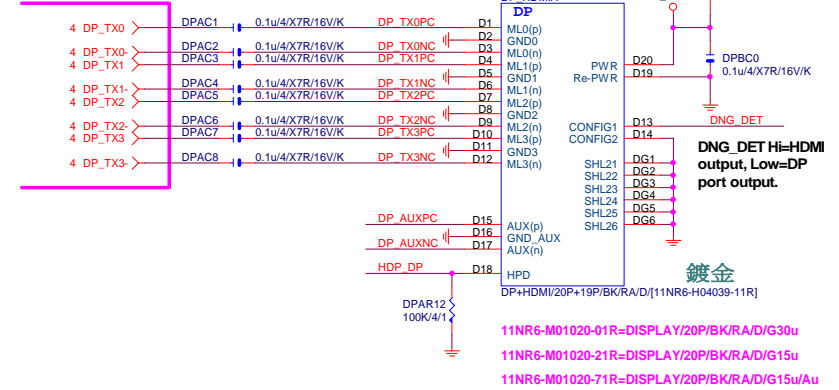 DP
4 DP_TX0 DPAC1 0.1u/4/X7R/16V/K DP_TX0PC D1 ML0(p)
D2 GND0
4 DP_TX0- DPAC2 0.1u/4/X7R/16V/K DP_TX0NC D3 ML0(n)
4 DP_TX1 DPAC3 0.1u/4/X7R/16V/K DP_TX1PC D4 ML1(p)
D5 GND1
4 DP_TX1- DPAC4 0.1u/4/X7R/16V/K DP_TX1NC D6 ML1(n)
4 DP_TX2 DPAC5 0.1u/4/X7R/16V/K DP_TX2PC D7 ML2(p)
D8 GND2
4 DP_TX2- DPAC6 0.1u/4/X7R/16V/K DP_TX2NC D9 ML2(n)
4 DP_TX3 DPAC7 0.1u/4/X7R/16V/K DP_TX3PC D10 ML3(p)
D11 GND3
4 DP_TX3- DPAC8 0.1u/4/X7R/16V/K DP_TX3NC D12 ML3(n)
DP_AUXPC D15 AUX(p)
D16 GND_AUX
DP_AUXNC D17 AUX(n)
HDP_DP D18 HPD
DPAR12
100K/4/1
PWR D20
Re-PWR D19
DPBC0
0.1u/4/X7R/16V/K
CONFIG1 D13 DNG_DET
CONFIG2 D14
SHL21 DG1
SHL22 DG2
SHL23 DG3
SHL24 DG4
SHL25 DG5
SHL26 DG6
DNG_DET Hi=HDMI
output, Low=DP
port output.
鍍金
DP+HDMI/20P+19P/BK/RA/D/[11NR6-H04039-11R]
11NR6-M01020-01R=DISPLAY/20P/BK/RA/D/G30u
11NR6-M01020-21R=DISPLAY/20P/BK/RA/D/G15u
11NR6-M01020-71R=DISPLAY/20P/BK/RA/D/G15u/Au